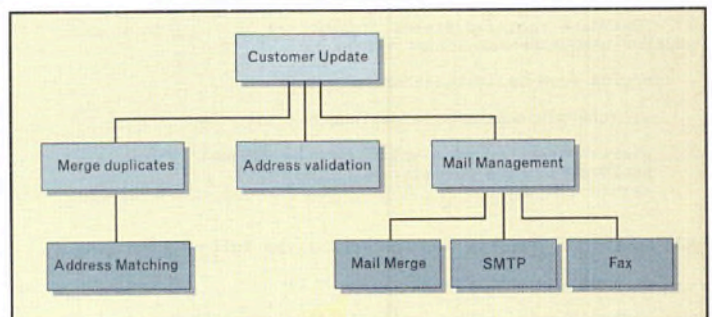 Customer Update
Merge duplicates
Address validation
Mail Management
Address Matching
Mail Merge
SMTP
Fax